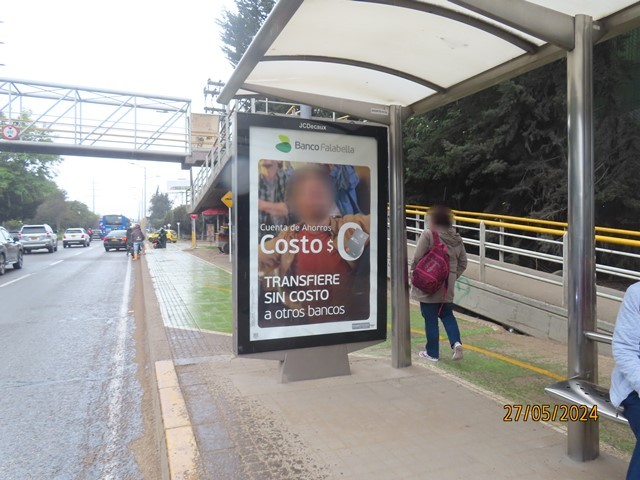 JCDecaux
Banco Falabella
Cuenta de Ahorros
Costo $0
TRANSFIERE
SIN COSTO
a otros bancos
27/05/2024